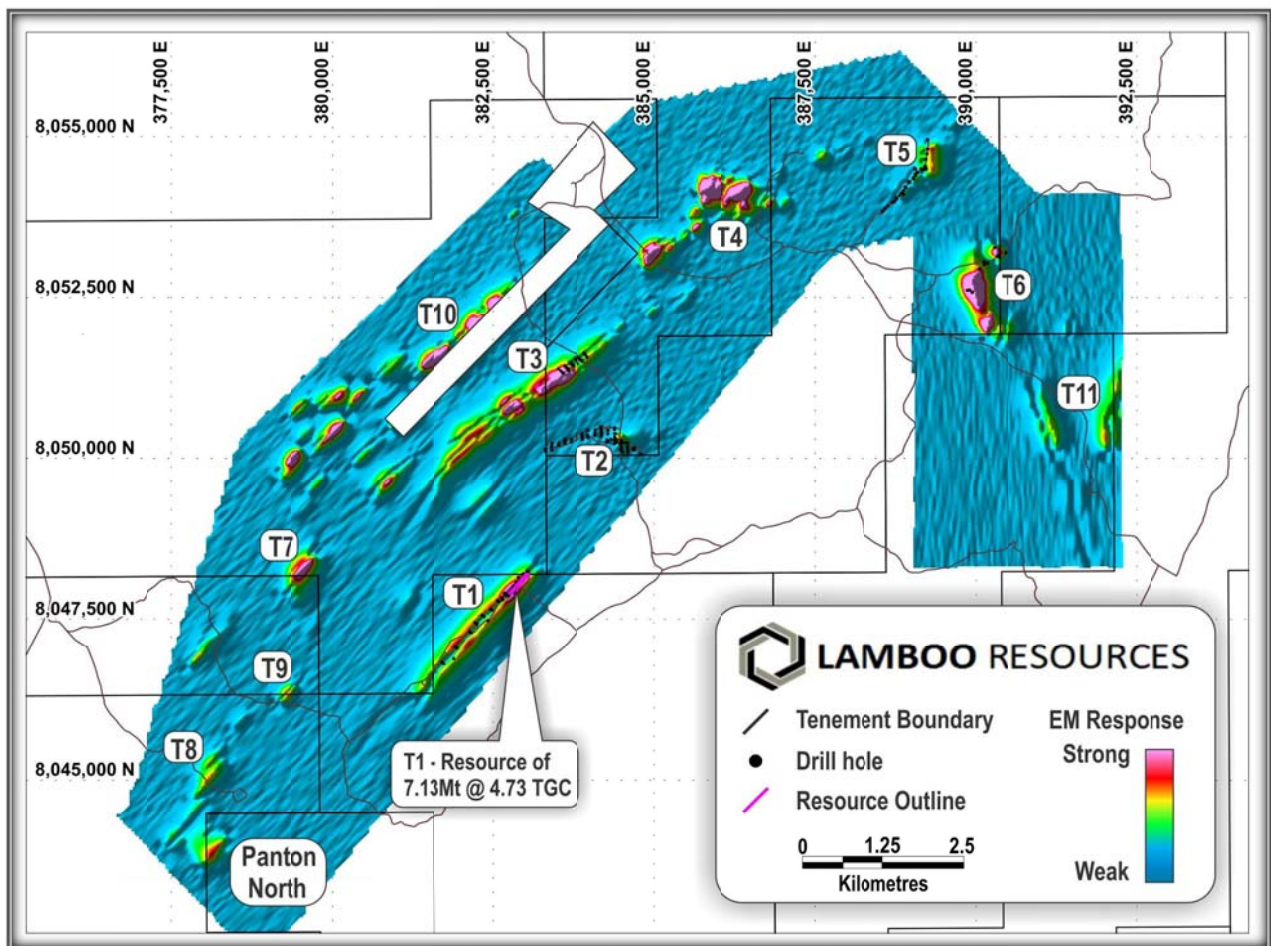 377,500 E
380,000 E
382,500 E
385,000 E
387,500 E
390,000 E
392,500 E
8,055,000 N
T5
T4
8,052,500 N
T6
T10
T3
T11
8,050,000 N
T2
T7
8,047,500 N
T1
T9
T8
8,045,000 N
T1 - Resource of
7.13Mt @ 4.73 TGC
Panton
North
LAMBOO RESOURCES
Tenement Boundary
Drill hole
Resource Outline
EM Response
Strong
Weak
0 1.25 2.5
Kilometres